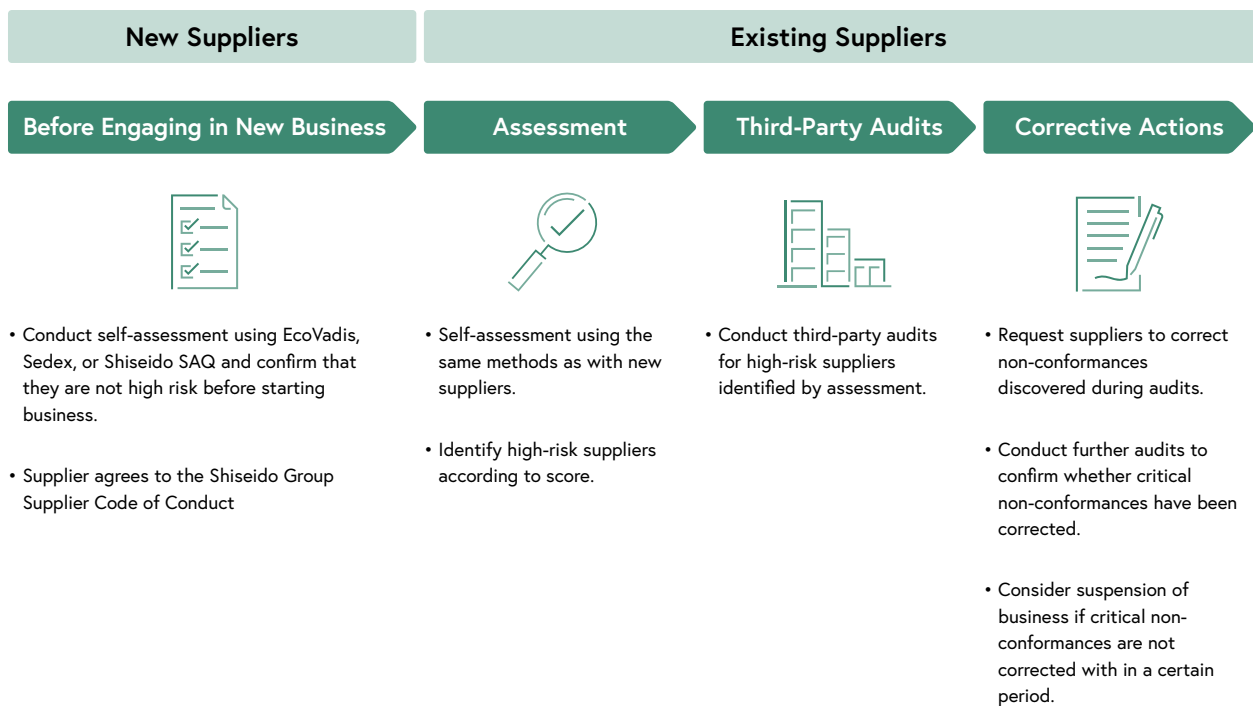 New Suppliers
Existing Suppliers
Before Engaging in New Business
Assessment
Third-Party Audits
Corrective Actions
• Conduct self-assessment using EcoVadis,
Sedex, or Shiseido SAQ and confirm that
they are not high risk before starting
business.
• Supplier agrees to the Shiseido Group
Supplier Code of Conduct
• Self-assessment using the
same methods as with new
suppliers.
• Identify high-risk suppliers
according to score.
• Conduct third-party audits
for high-risk suppliers
identified by assessment.
• Request suppliers to correct
non-conformances
discovered during audits.
• Conduct further audits to
confirm whether critical
non-conformances have been
corrected.
• Consider suspension of
business if critical non-
conformances are not
corrected with in a certain
period.